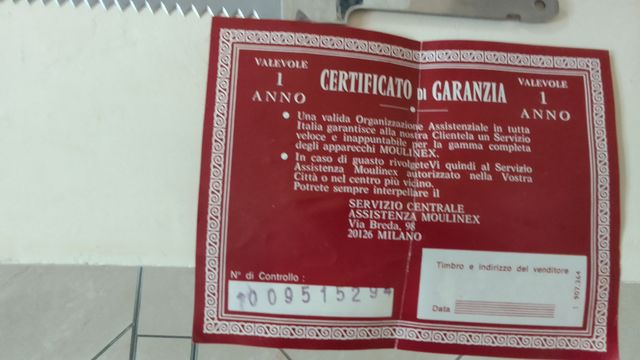 VALEVOLE
1
ANNO
CERTIFICATO DI GARANZIA
VALEVOLE
1
ANNO
Una valida Organizzazione Assistenziale in tutta
Italia garantisce alla nostra Clientela un Servizio
veloce e inappuntabile per la gamma completa
degli apparecchi MOULINEX.
In caso di guasto rivolgeteVi quindi al Servizio
Assistenza Moulinex autorizzato nella Vostra
Città o nel centro più vicino.
Potrete sempre interpellare il
SERVIZIO CENTRALE
ASSISTENZA MOULINEX
Via Breda, 98
20126 MILANO
N° di Controllo :
009515294
Timbro e indirizzo del venditore
Data
907.364